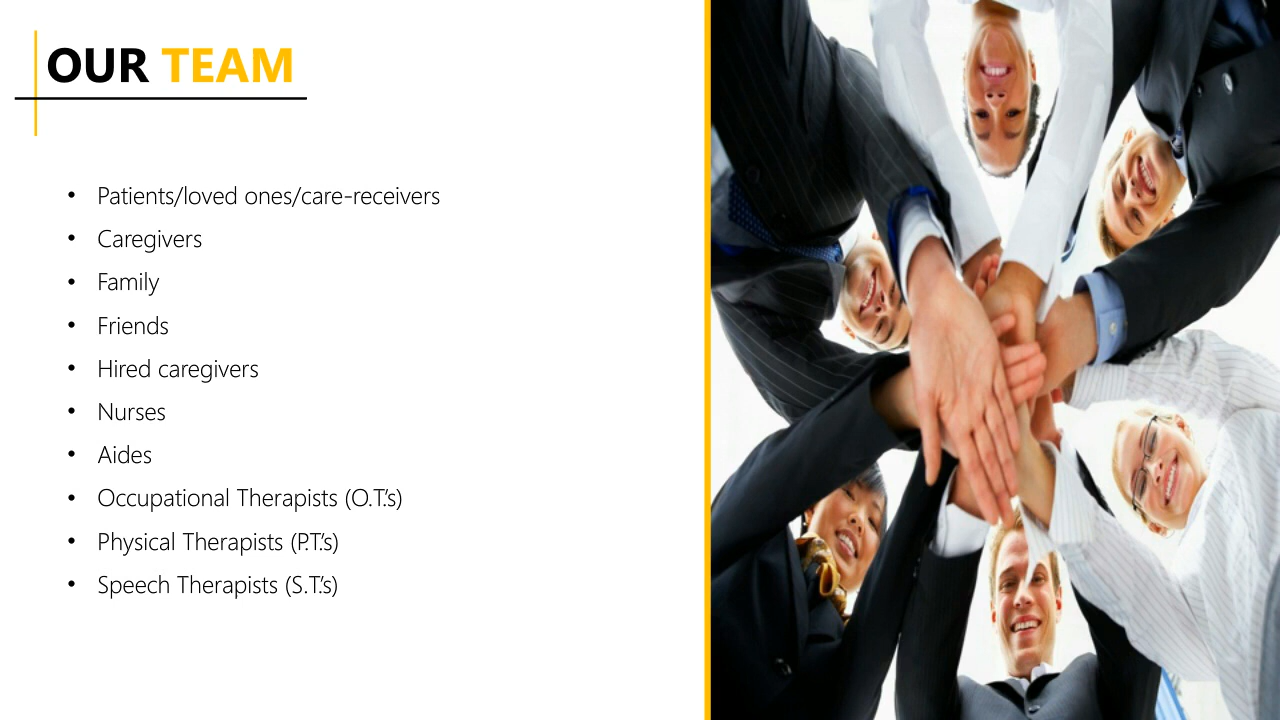 OUR TEAM
• Patients/loved ones/care-receivers
• Caregivers
• Family
• Friends
• Hired caregivers
• Nurses
• Aides
• Occupational Therapists (O.T.'s)
• Physical Therapists (P.T.'s)
• Speech Therapists (S.T.'s)